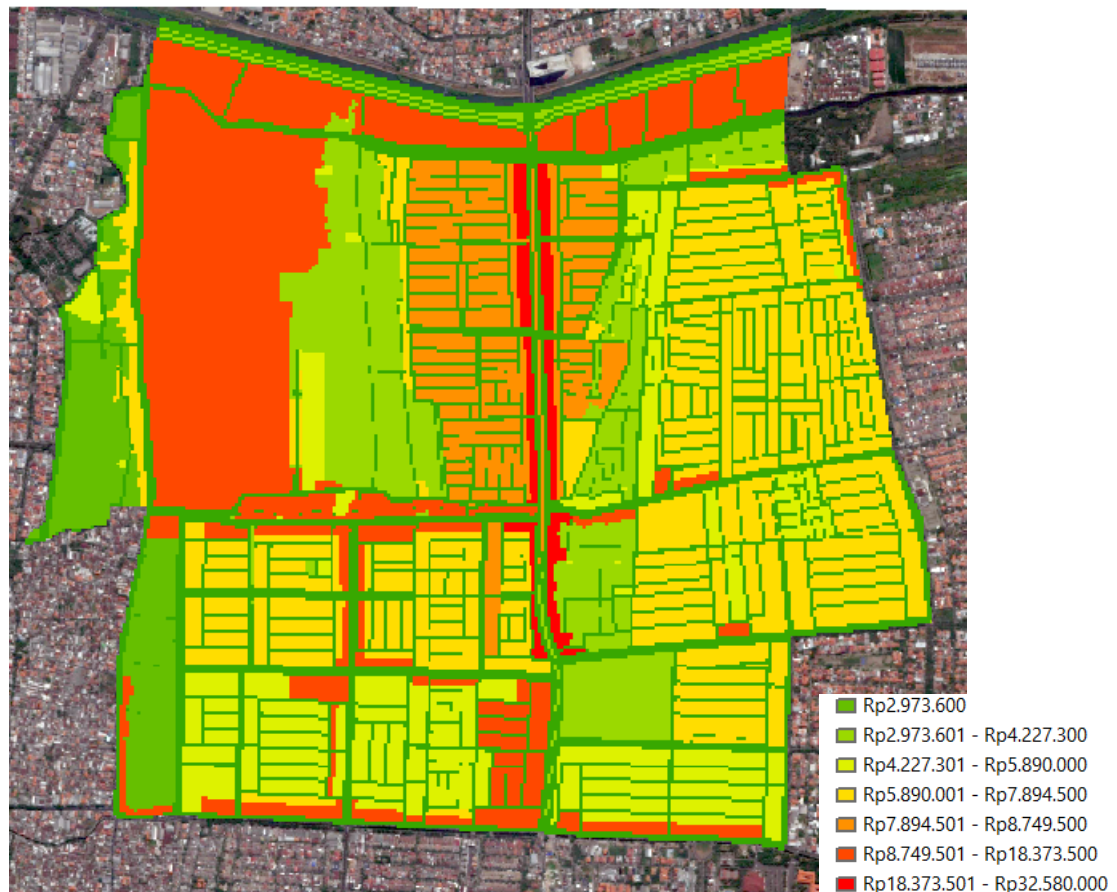 Rp2.973.600
Rp2.973.601 - Rp4.227.300
Rp4.227.301 - Rp5.890.000
Rp5.890.001 - Rp7.894.500
Rp7.894.501 - Rp8.749.500
Rp8.749.501 - Rp18.373.500
Rp18.373.501 - Rp32.580.000